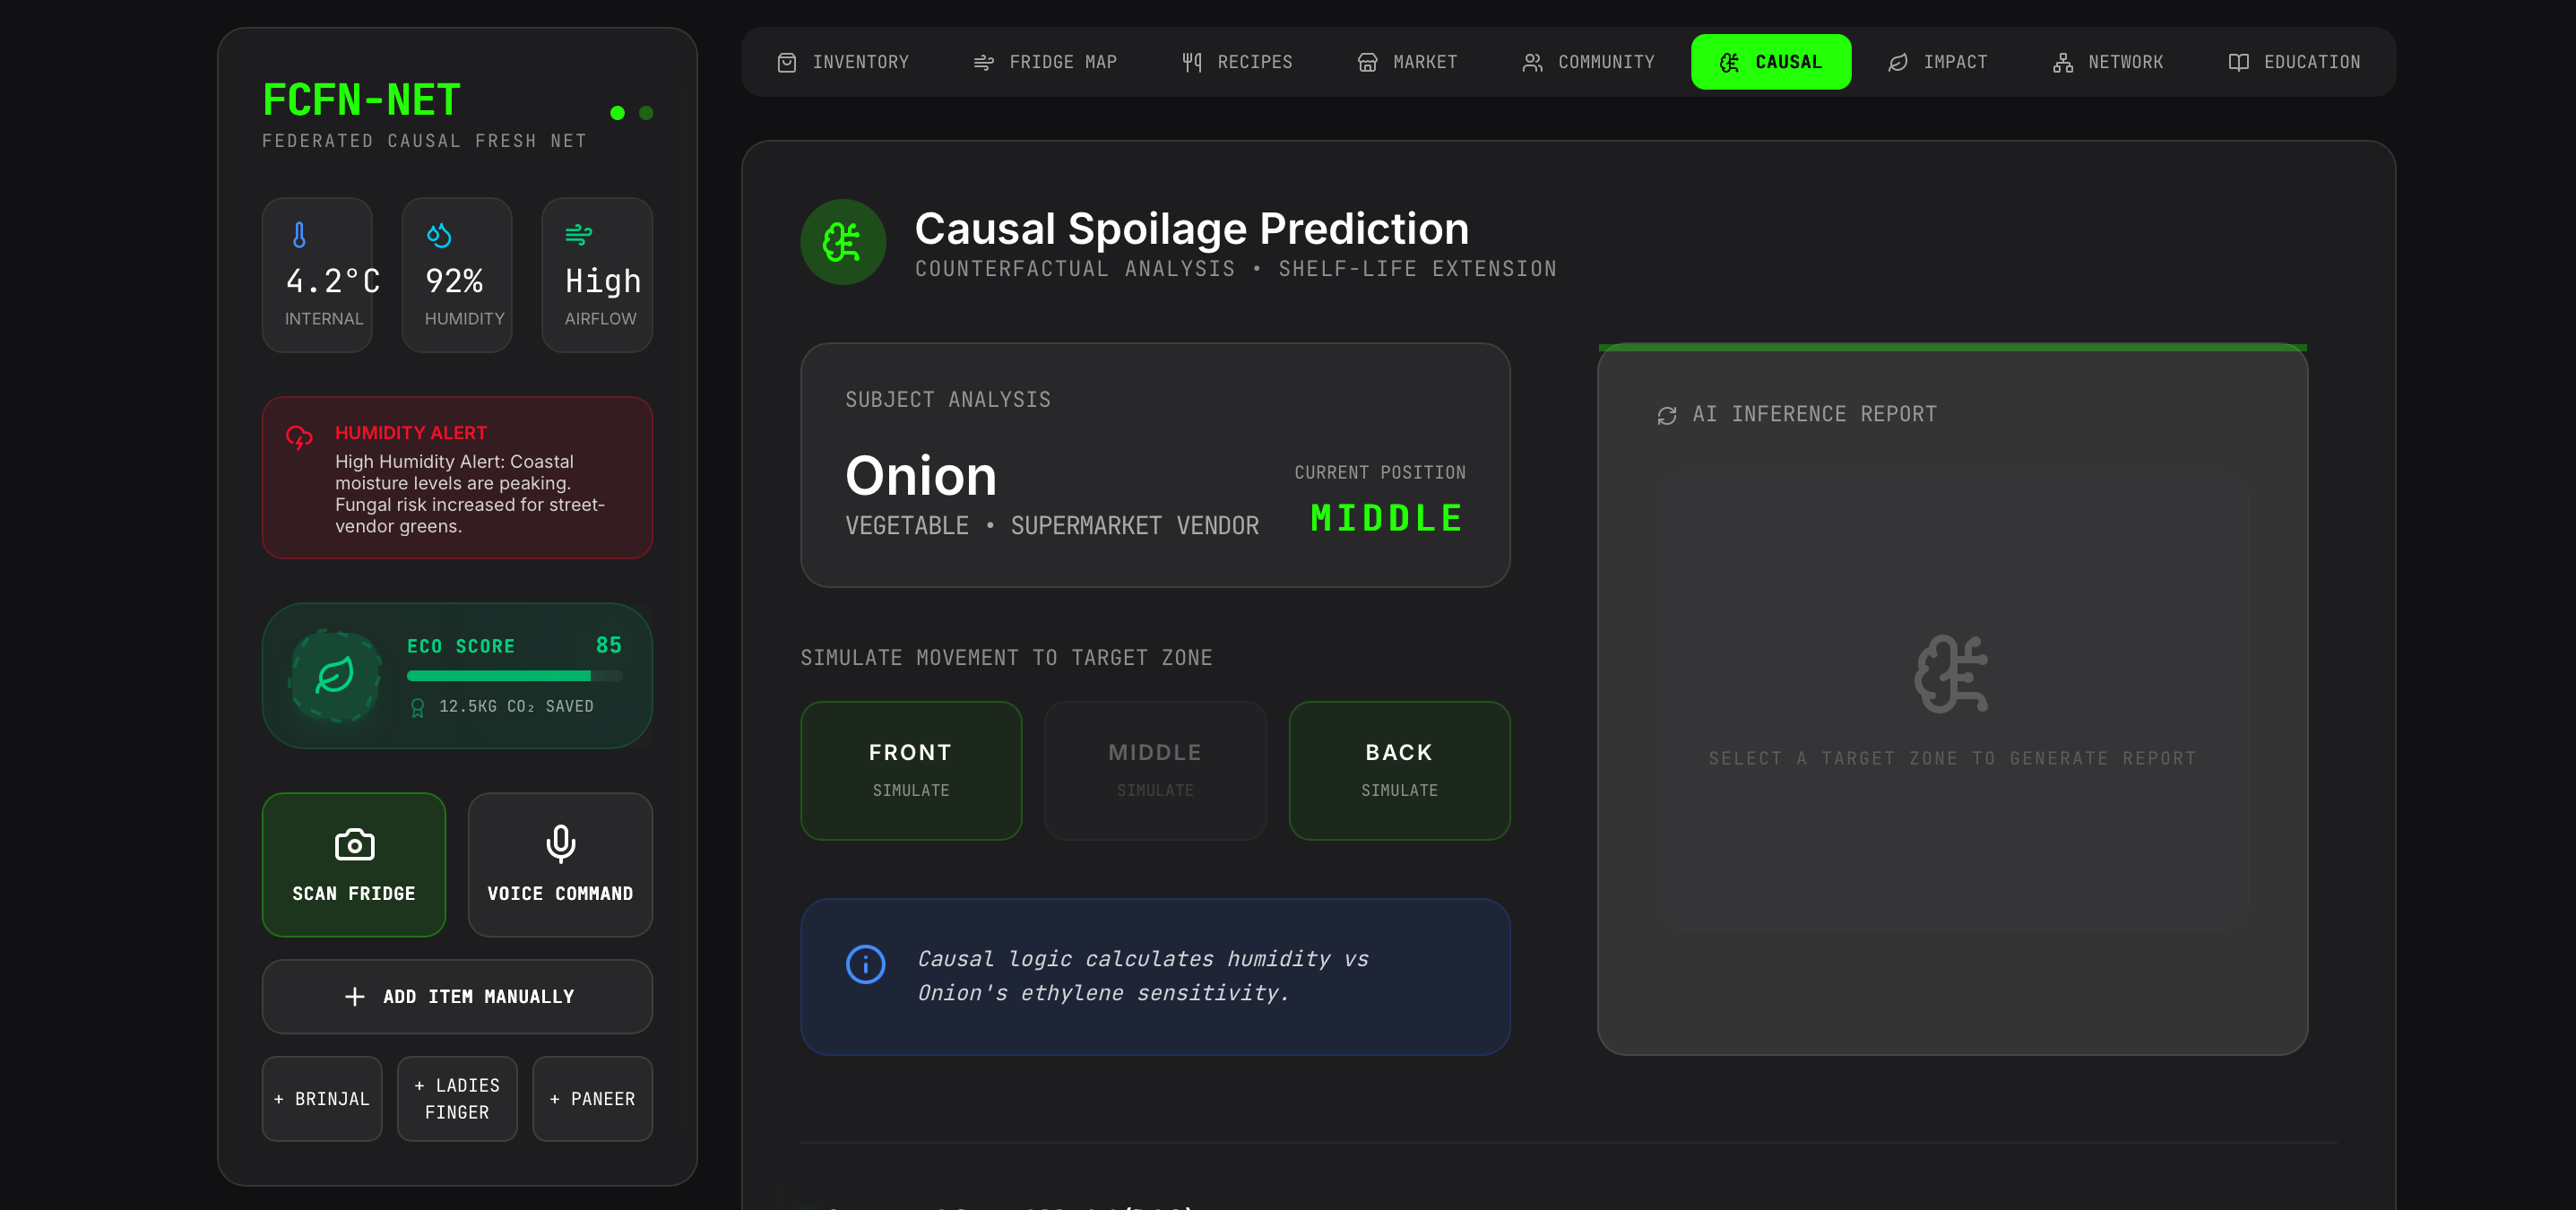 FCFN-NET
FEDERATED CAUSAL FRESH NET
4.2°C
INTERNAL
92%
HUMIDITY
High
AIRFLOW
HUMIDITY ALERT
High Humidity Alert: Coastal
moisture levels are peaking.
Fungal risk increased for street-
vendor greens.
ECO SCORE 85
12.5KG CO₂ SAVED
SCAN FRIDGE
VOICE COMMAND
ADD ITEM MANUALLY
+ BRINJAL
+ LADIES
FINGER
+ PANEER
INVENTORY
FRIDGE MAP
RECIPES
MARKET
COMMUNITY
CAUSAL
IMPACT
NETWORK
EDUCATION
Causal Spoilage Prediction
COUNTERFACTUAL ANALYSIS • SHELF-LIFE EXTENSION
SUBJECT ANALYSIS
Onion
VEGETABLE • SUPERMARKET VENDOR
CURRENT POSITION
MIDDLE
SIMULATE MOVEMENT TO TARGET ZONE
FRONT
SIMULATE
MIDDLE
SIMULATE
BACK
SIMULATE
Causal logic calculates humidity vs
Onion's ethylene sensitivity.
AI INFERENCE REPORT
SELECT A TARGET ZONE TO GENERATE REPORT